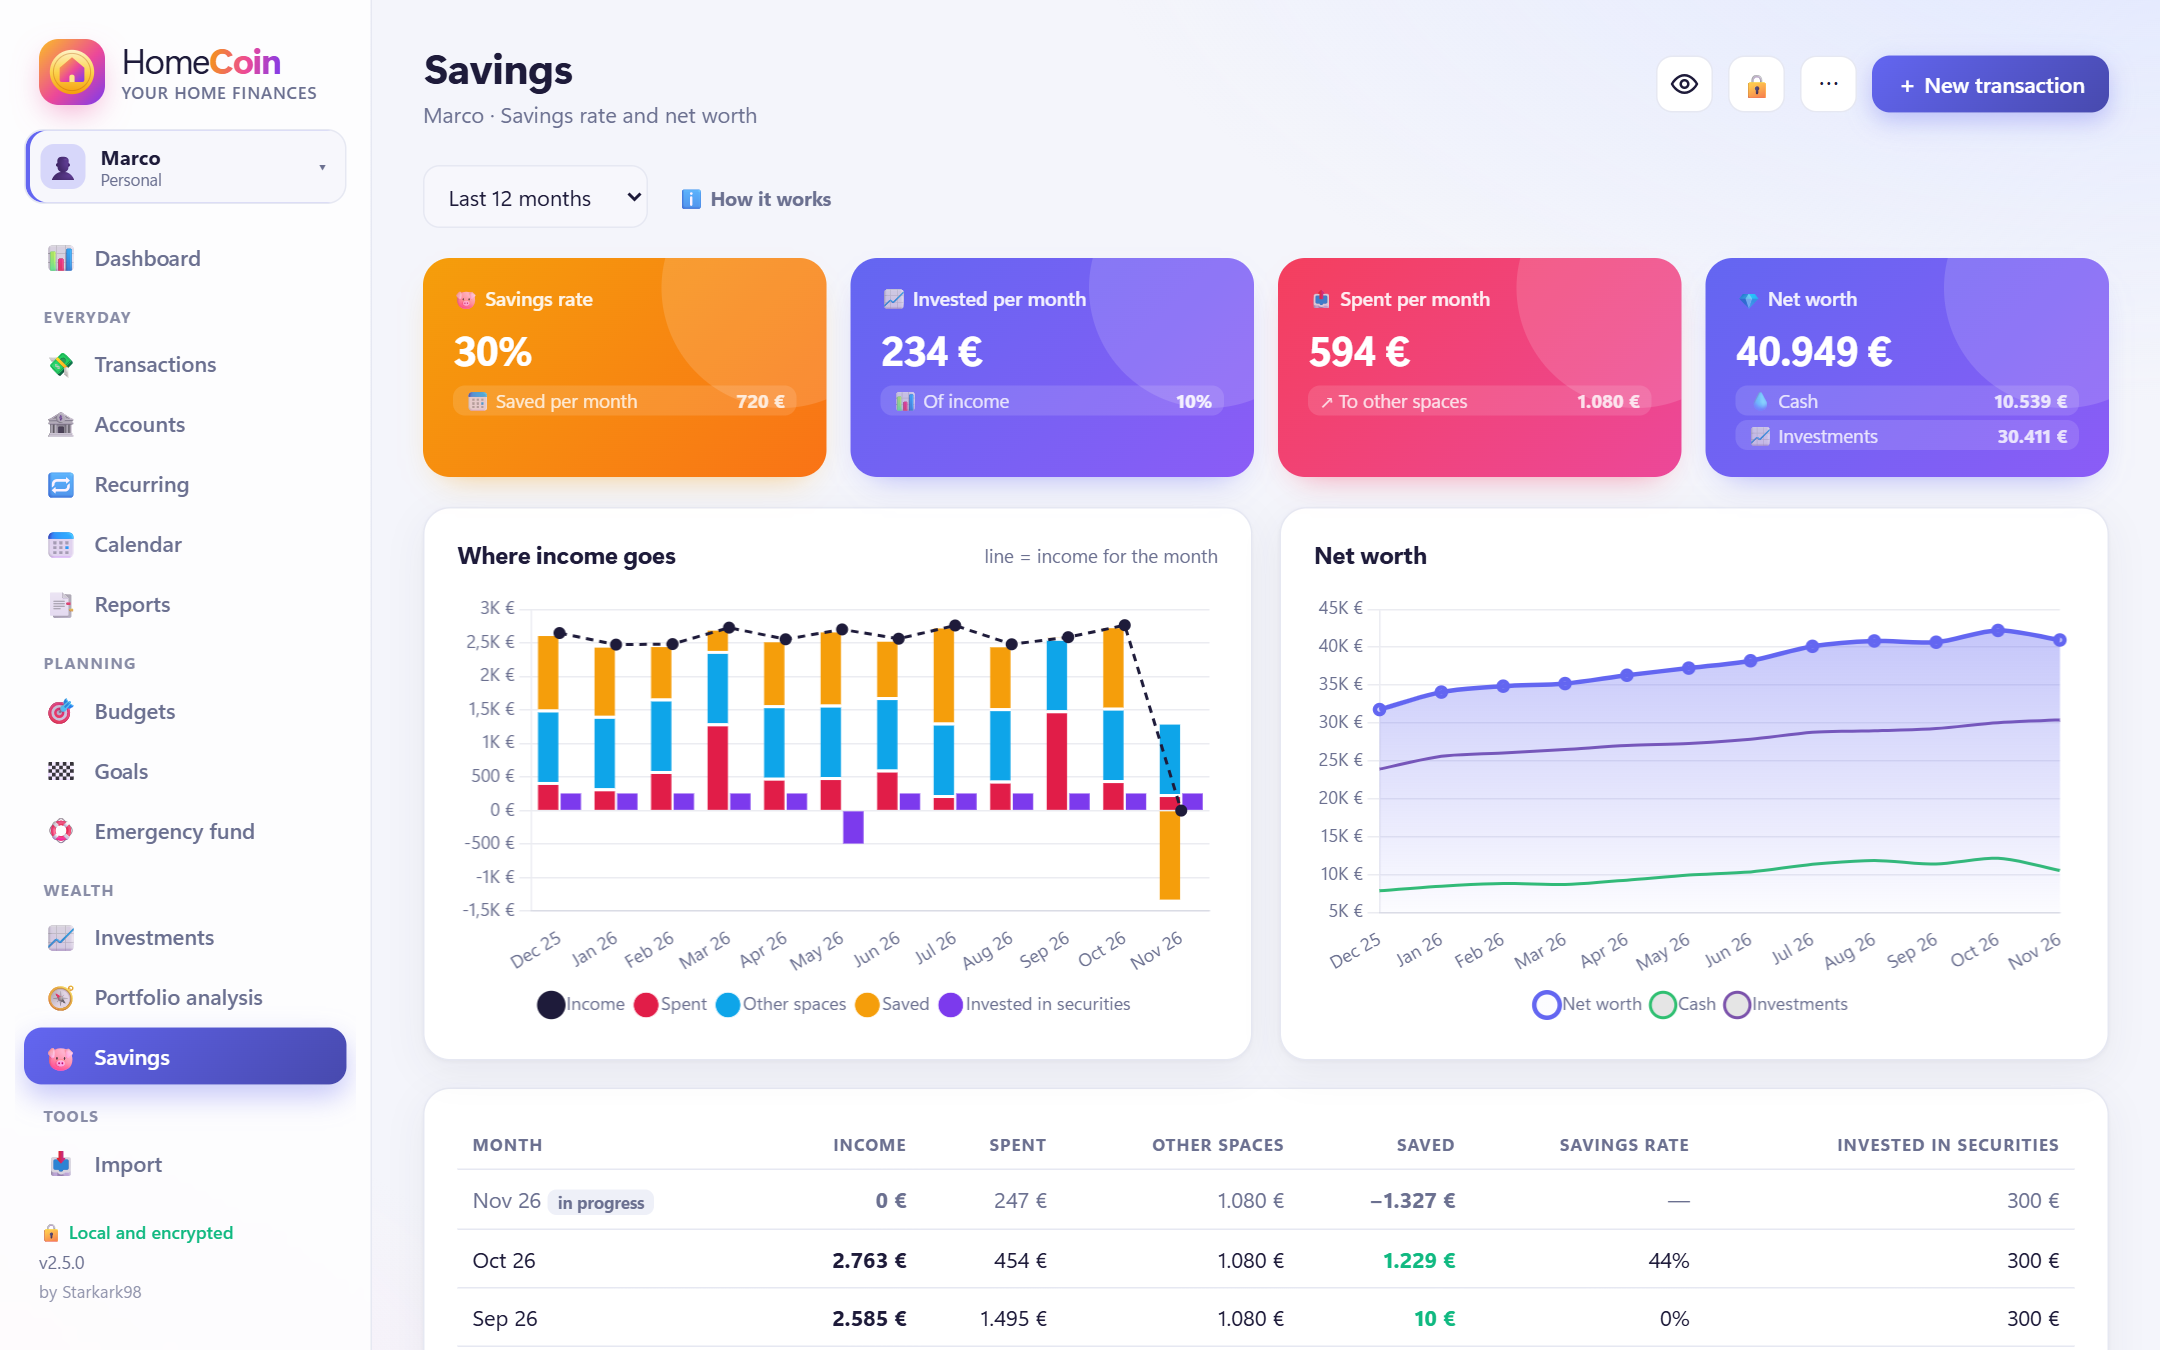 HomeCoin
YOUR HOME FINANCES
Marco
Personal
Dashboard
EVERYDAY
Transactions
Accounts
Recurring
Calendar
Reports
PLANNING
Budgets
Goals
Emergency fund
WEALTH
Investments
Portfolio analysis
Savings
TOOLS
Import
Local and encrypted
v2.5.0
by Starkark98
Savings
Marco · Savings rate and net worth
+ New transaction
Last 12 months
How it works
Savings rate
30%
Saved per month 720 €
Invested per month
234 €
Of income 10%
Spent per month
594 €
↗ To other spaces 1.080 €
Net worth
40.949 €
Cash 10.539 €
Investments 30.411 €
Where income goes
line = income for the month
3K €
2,5K €
2K €
1,5K €
1K €
500 €
0 €
-500 €
-1K €
-1,5K €
Dec 25 Jan 26 Feb 26 Mar 26 Apr 26 May 26 Jun 26 Jul 26 Aug 26 Sep 26 Oct 26 Nov 26
Income Spent Other spaces Saved Invested in securities
Net worth
45K €
40K €
35K €
30K €
25K €
20K €
15K €
10K €
5K €
Dec 25 Jan 26 Feb 26 Mar 26 Apr 26 May 26 Jun 26 Jul 26 Aug 26 Sep 26 Oct 26 Nov 26
Net worth Cash Investments
MONTH INCOME SPENT OTHER SPACES SAVED SAVINGS RATE INVESTED IN SECURITIES
Nov 26 in progress 0 € 247 € 1.080 € −1.327 € — 300 €
Oct 26 2.763 € 454 € 1.080 € 1.229 € 44% 300 €
Sep 26 2.585 € 1.495 € 1.080 € 10 € 0% 300 €